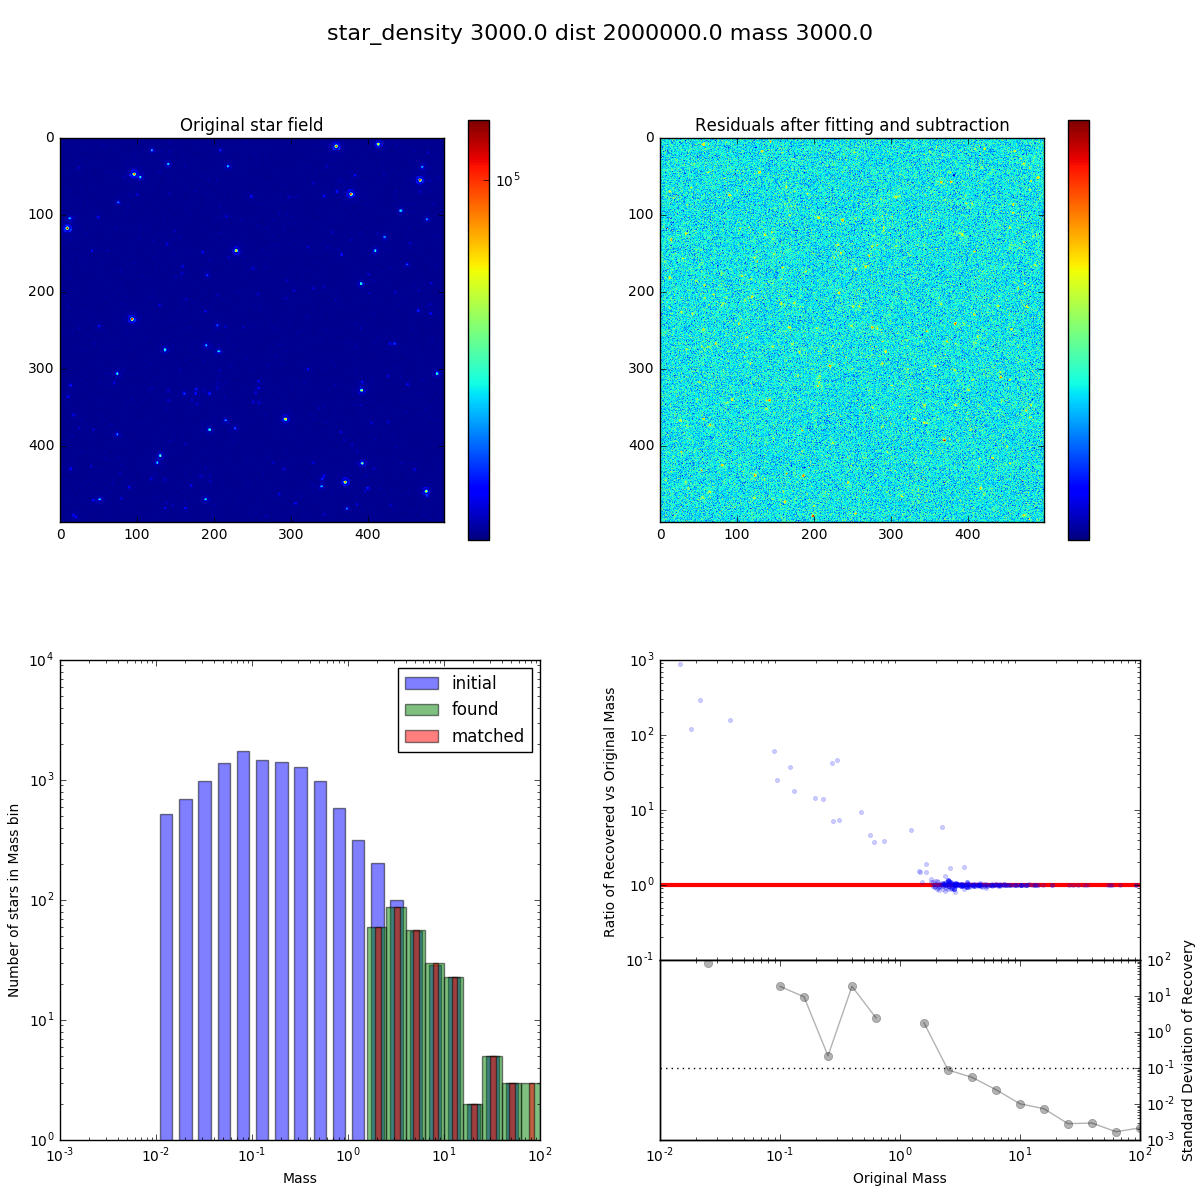 star_density 3000.0 dist 2000000.0 mass 3000.0
Original star field
0
100
200
300
400
0 100 200 300 400
10^5
Residuals after fitting and subtraction
0
100
200
300
400
0 100 200 300 400
Number of stars in Mass bin
10^4
10^3
10^2
10^1
10^0
10^-3 10^-2 10^-1 10^0 10^1 10^2
Mass
initial
found
matched
Ratio of Recovered vs Original Mass
10^3
10^2
10^1
10^0
10^-1
10^2
10^1
10^0
10^-1
10^-2
10^-3
Standard Deviation of Recovery
10^-2 10^-1 10^0 10^1 10^2
Original Mass